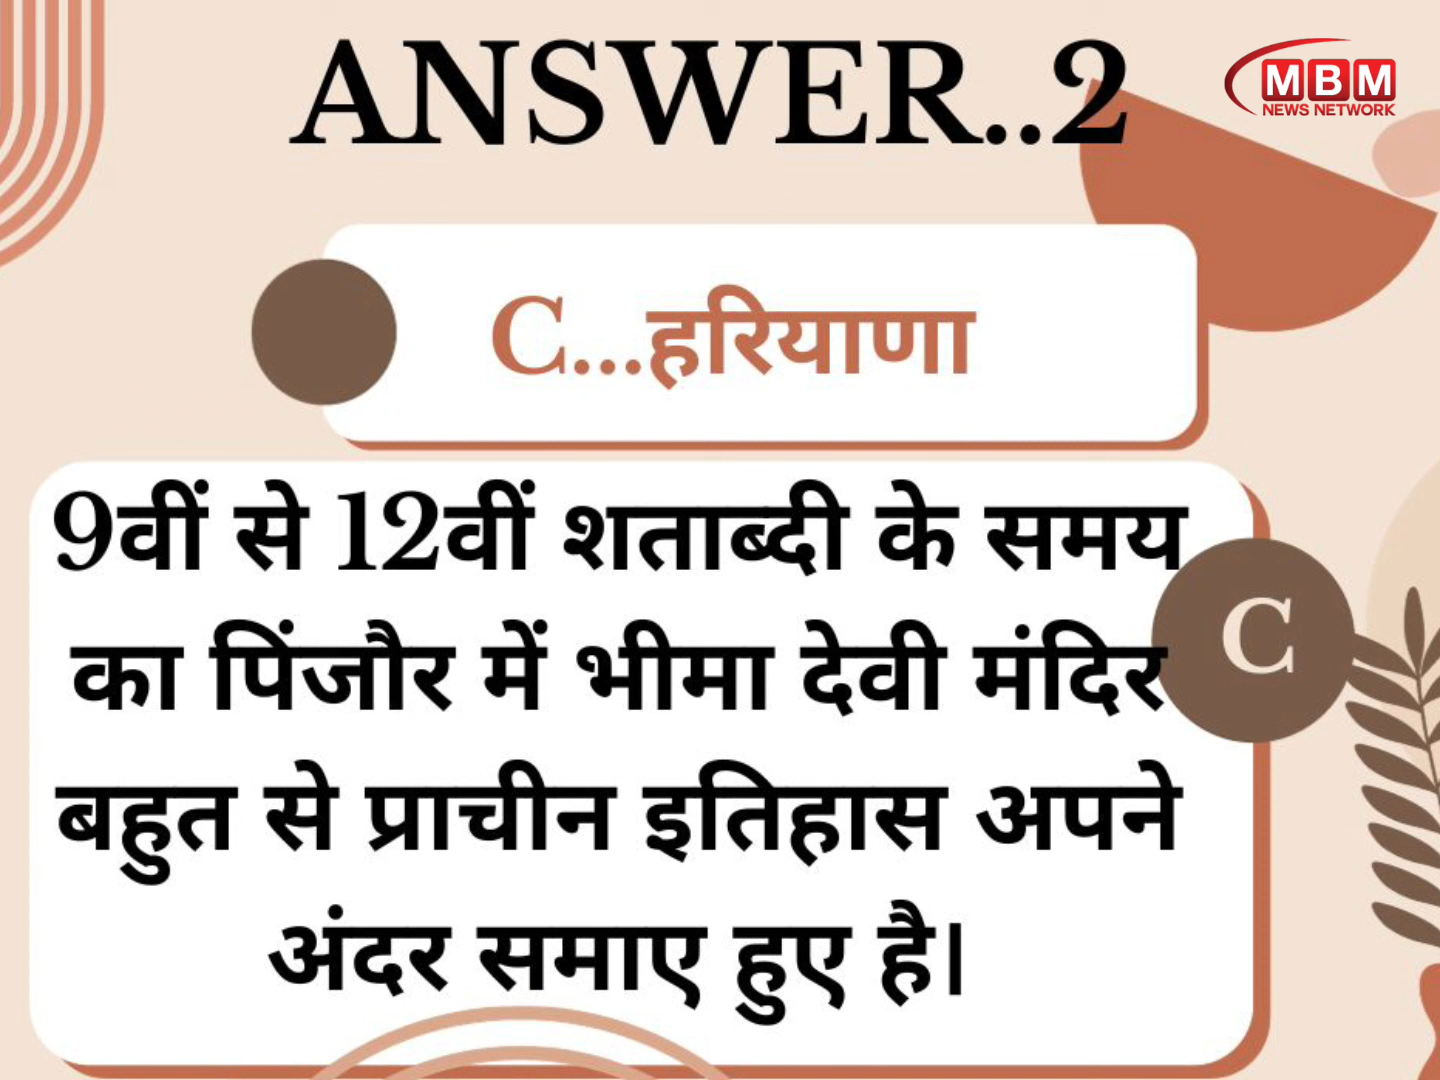 ANSWER..2
MBM
NEWS NETWORK
C...हरियाणा
9वीं से 12वीं शताब्दी के समय
का पिंजौर में भीमा देवी मंदिर
C
बहुत से प्राचीन इतिहास अपने
अंदर समाए हुए है।